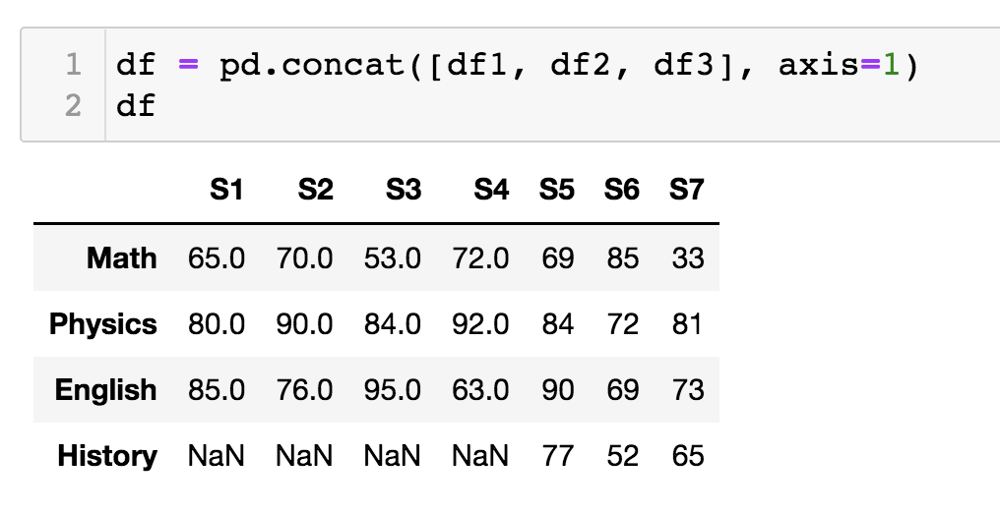 1 df = pd.concat([df1, df2, df3], axis=1)
2 df
S1 S2 S3 S4 S5 S6 S7
Math 65.0 70.0 53.0 72.0 69 85 33
Physics 80.0 90.0 84.0 92.0 84 72 81
English 85.0 76.0 95.0 63.0 90 69 73
History NaN NaN NaN NaN 77 52 65